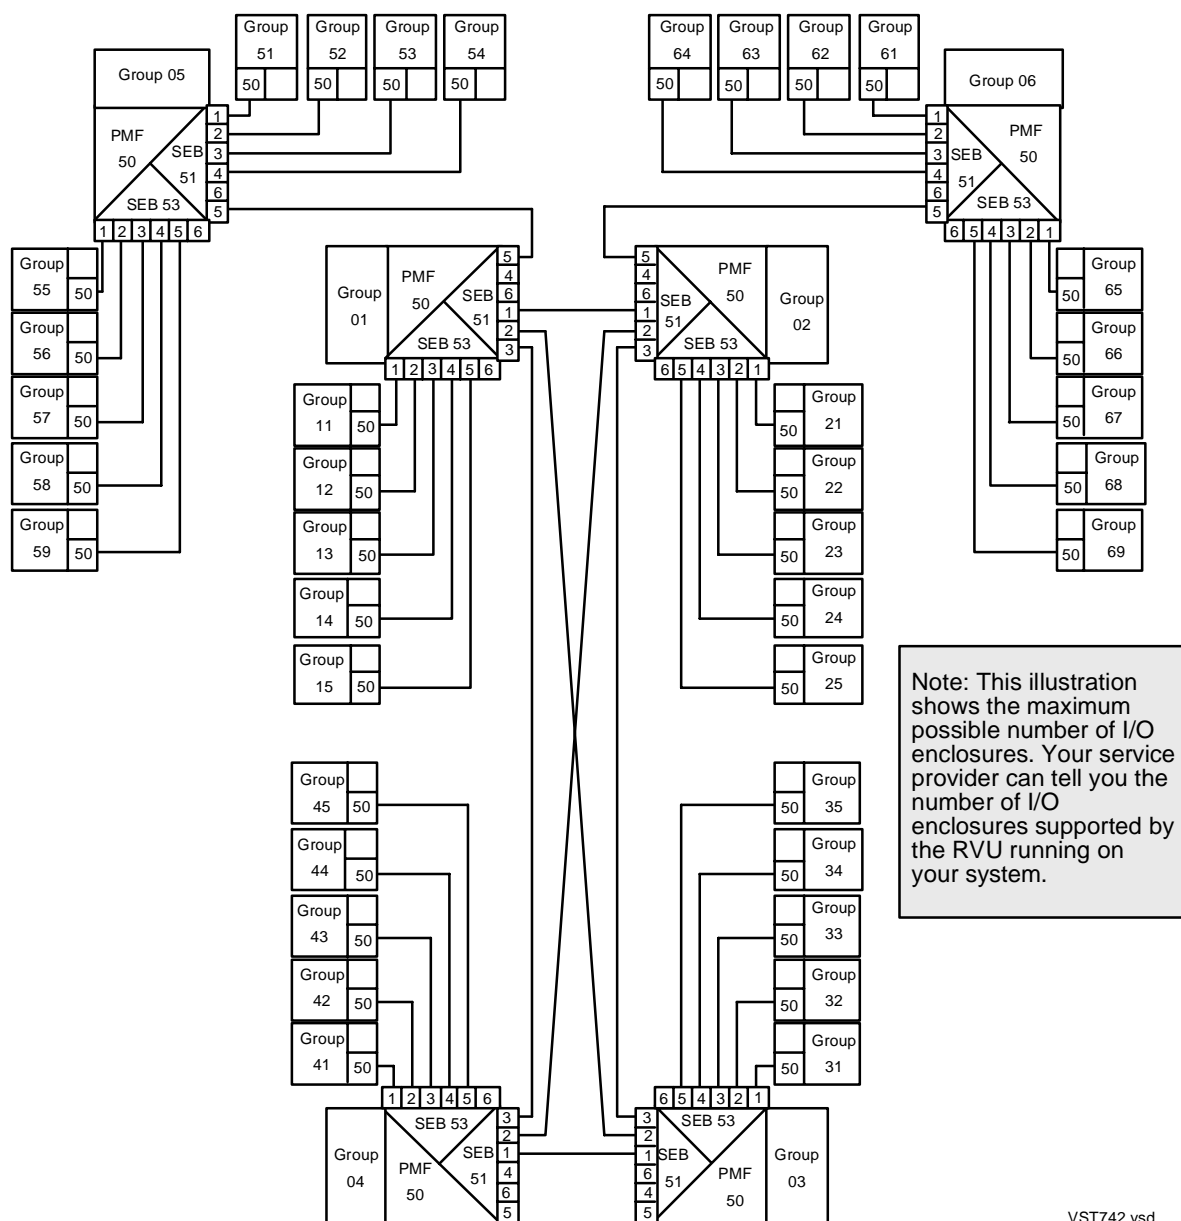 Group 51
50
Group 52
50
Group 53
50
Group 54
50
Group 64
50
Group 63
50
Group 62
50
Group 61
50
Group 05
PMF 50
SEB 51
SEB 53
1
2
3
4
6
5
1 2 3 4 5 6
Group 06
PMF 50
SEB 51
SEB 53
1
2
3
4
6
5
6 5 4 3 2 1
Group 55
50
Group 56
50
Group 57
50
Group 58
50
Group 59
50
Group 65
50
Group 66
50
Group 67
50
Group 68
50
Group 69
50
Group 01
PMF 50
SEB 51
SEB 53
5
4
6
1
2
3
1 2 3 4 5 6
Group 02
PMF 50
SEB 51
SEB 53
5
4
6
1
2
3
6 5 4 3 2 1
Group 11
50
Group 12
50
Group 13
50
Group 14
50
Group 15
50
Group 21
50
Group 22
50
Group 23
50
Group 24
50
Group 25
50
Note: This illustration
shows the maximum
possible number of I/O
enclosures. Your service
provider can tell you the
number of I/O
enclosures supported by
the RVU running on
your system.
Group 45
50
Group 44
50
Group 43
50
Group 42
50
Group 41
50
Group 35
50
Group 34
50
Group 33
50
Group 32
50
Group 31
50
1 2 3 4 5 6
SEB 53
SEB 51
PMF 50
Group 04
3
2
1
4
6
5
6 5 4 3 2 1
SEB 53
SEB 51
PMF 50
Group 03
3
2
1
6
4
5
VST742.vsd